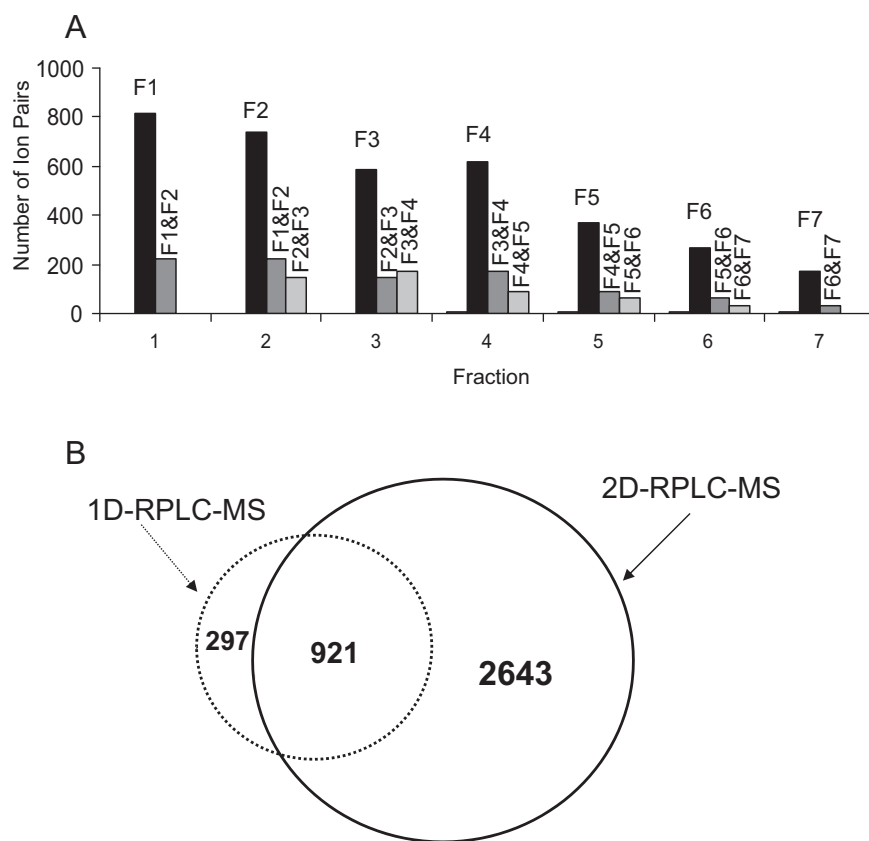 A
Number of Ion Pairs
1000
800
600
400
200
0
F1
F1&F2
F2
F1&F2
F2&F3
F3
F2&F3
F3&F4
F4
F3&F4
F4&F5
F5
F4&F5
F5&F6
F6
F5&F6
F6&F7
F7
F6&F7
1 2 3 4 5 6 7
Fraction
B
1D-RPLC-MS
2D-RPLC-MS
297
921
2643